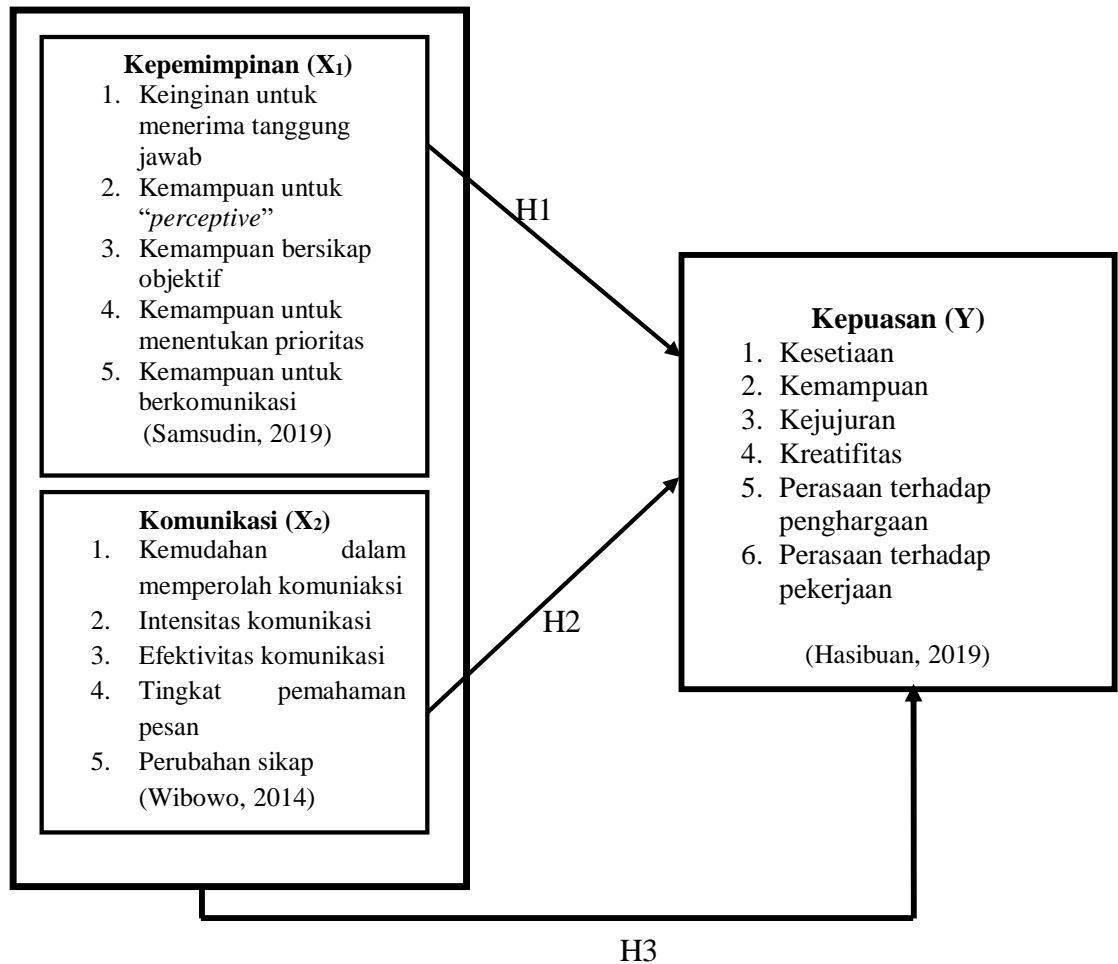 Kepemimpinan (X₁)
1. Keinginan untuk
menerima tanggung
jawab
2. Kemampuan untuk
“perceptive”
3. Kemampuan bersikap
objektif
4. Kemampuan untuk
menentukan prioritas
5. Kemampuan untuk
berkomunikasi
(Samsudin, 2019)
Komunikasi (X₂)
1. Kemudahan dalam
memperolah komuniaksi
2. Intensitas komunikasi
3. Efektivitas komunikasi
4. Tingkat pemahaman
pesan
5. Perubahan sikap
(Wibowo, 2014)
H1
H2
Kepuasan (Y)
1. Kesetiaan
2. Kemampuan
3. Kejujuran
4. Kreatifitas
5. Perasaan terhadap
penghargaan
6. Perasaan terhadap
pekerjaan
(Hasibuan, 2019)
H3